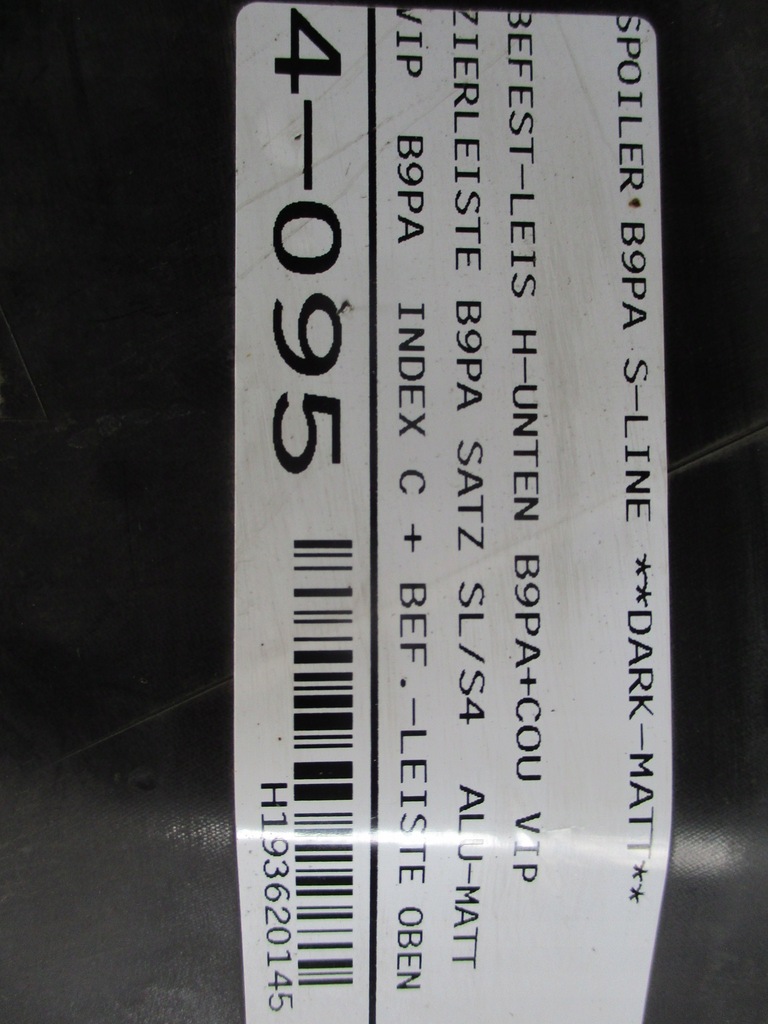 SPOILER B9PA S-LINE **DARK-MATT**
BEFEST-LEIS H-UNTEN B9PA+COU VIP
ZIERLEISTE B9PA SATZ SL/S4 ALU-MATT
VIP B9PA INDEX C + BEF.-LEISTE OBEN
4-095
H193620145